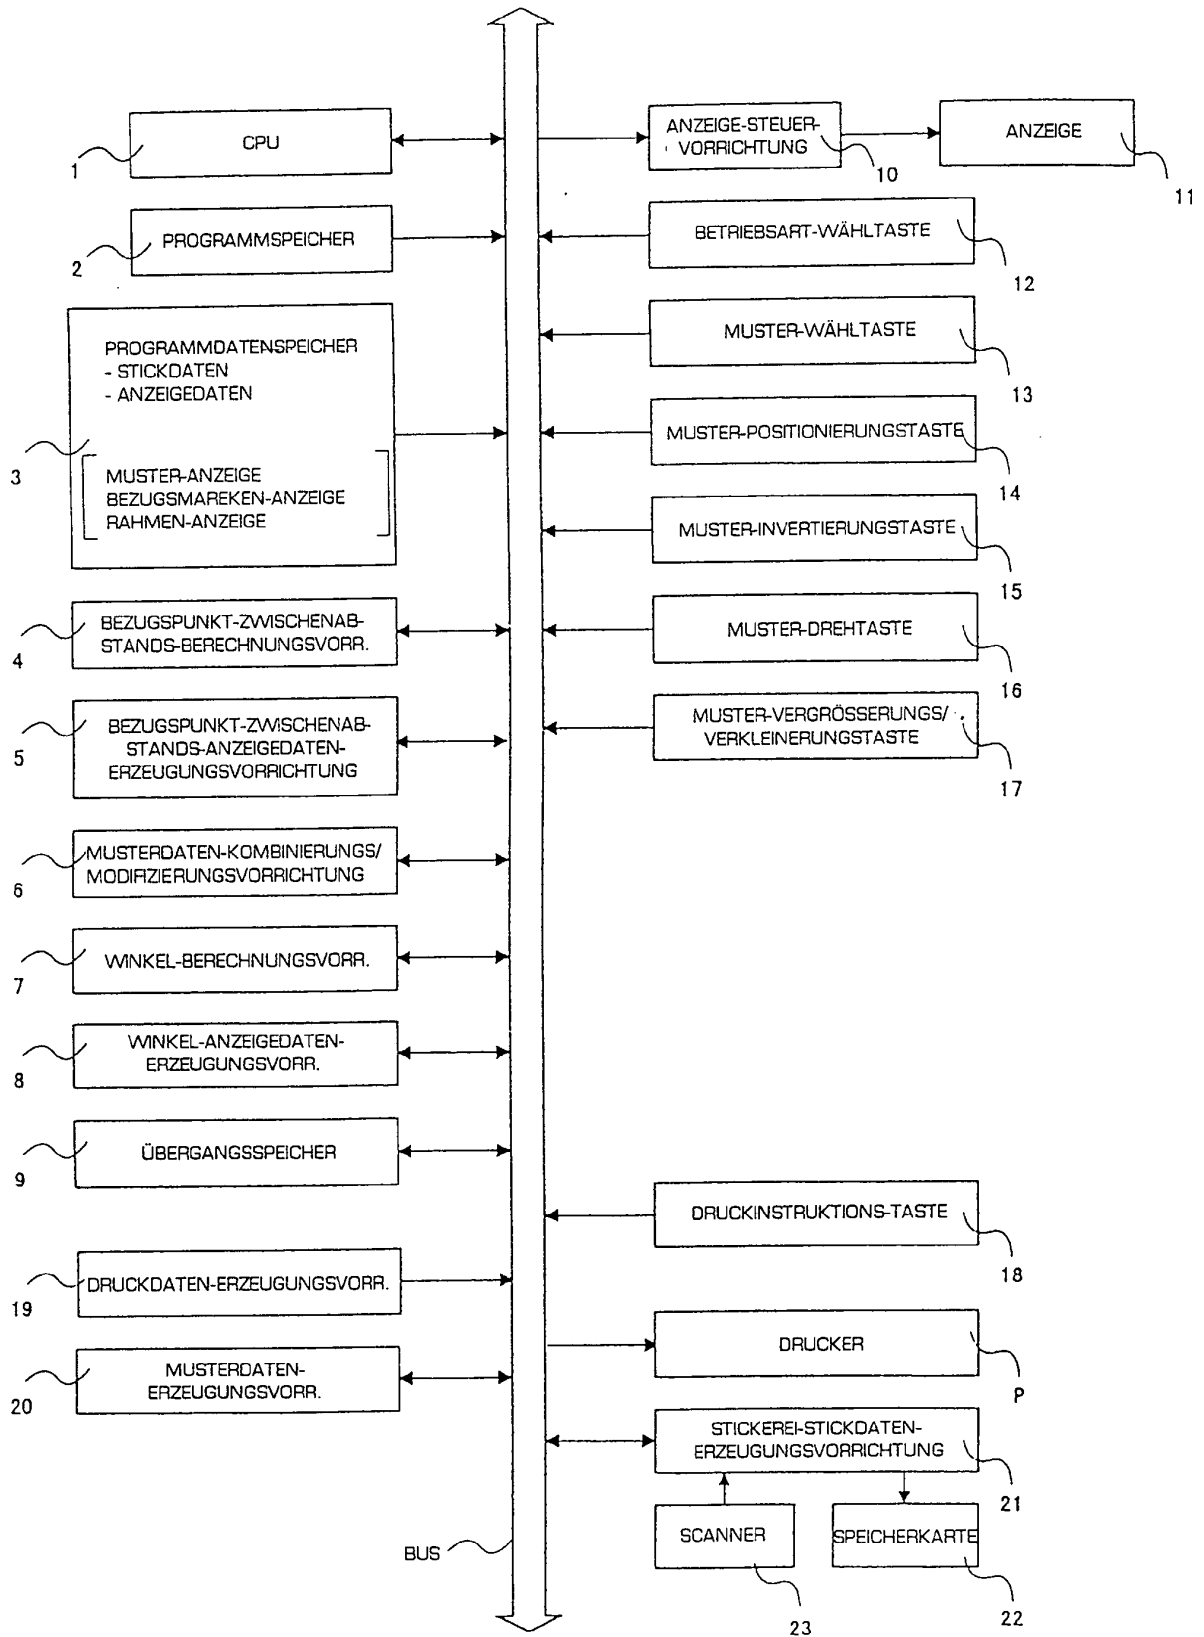 CPU
1
PROGRAMMSPEICHER
2
PROGRAMMDATENSPEICHER
- STICKDATEN
- ANZEIGEDATEN
MUSTER-ANZEIGE
BEZUGSMAREKEN-ANZEIGE
RAHMEN-ANZEIGE
3
BEZUGSPUNKT-ZWISCHENAB-
STANDS-BERECHNUNGSVORR.
4
BEZUGSPUNKT-ZWISCHENAB-
STANDS-ANZEIGEDATEN-
ERZEUGUNGSVORRICHTUNG
5
MUSTERDATEN-KOMBINIERUNGS/
MODIFIZIERUNGSVORRICHTUNG
6
WINKEL-BERECHNUNGSVORR.
7
WINKEL-ANZEIGEDATEN-
ERZEUGUNGSVORR.
8
ÜBERGANGSSPEICHER
9
DRUCKDATEN-ERZEUGUNGSVORR.
19
MUSTERDATEN-
ERZEUGUNGSVORR.
20
BUS
ANZEIGE-STEUER-
VORRICHTUNG
10
ANZEIGE
11
BETRIEBSART-WÄHLTASTE
12
MUSTER-WÄHLTASTE
13
MUSTER-POSITIONIERUNGSTASTE
14
MUSTER-INVERTIERUNGSTASTE
15
MUSTER-DREHTASTE
16
MUSTER-VERGRÖSSERUNGS/
VERKLEINERUNGSTASTE
17
DRUCKINSTRUKTIONS-TASTE
18
DRUCKER
P
STICKEREI-STICKDATEN-
ERZEUGUNGSVORRICHTUNG
21
SCANNER
23
SPEICHERKARTE
22